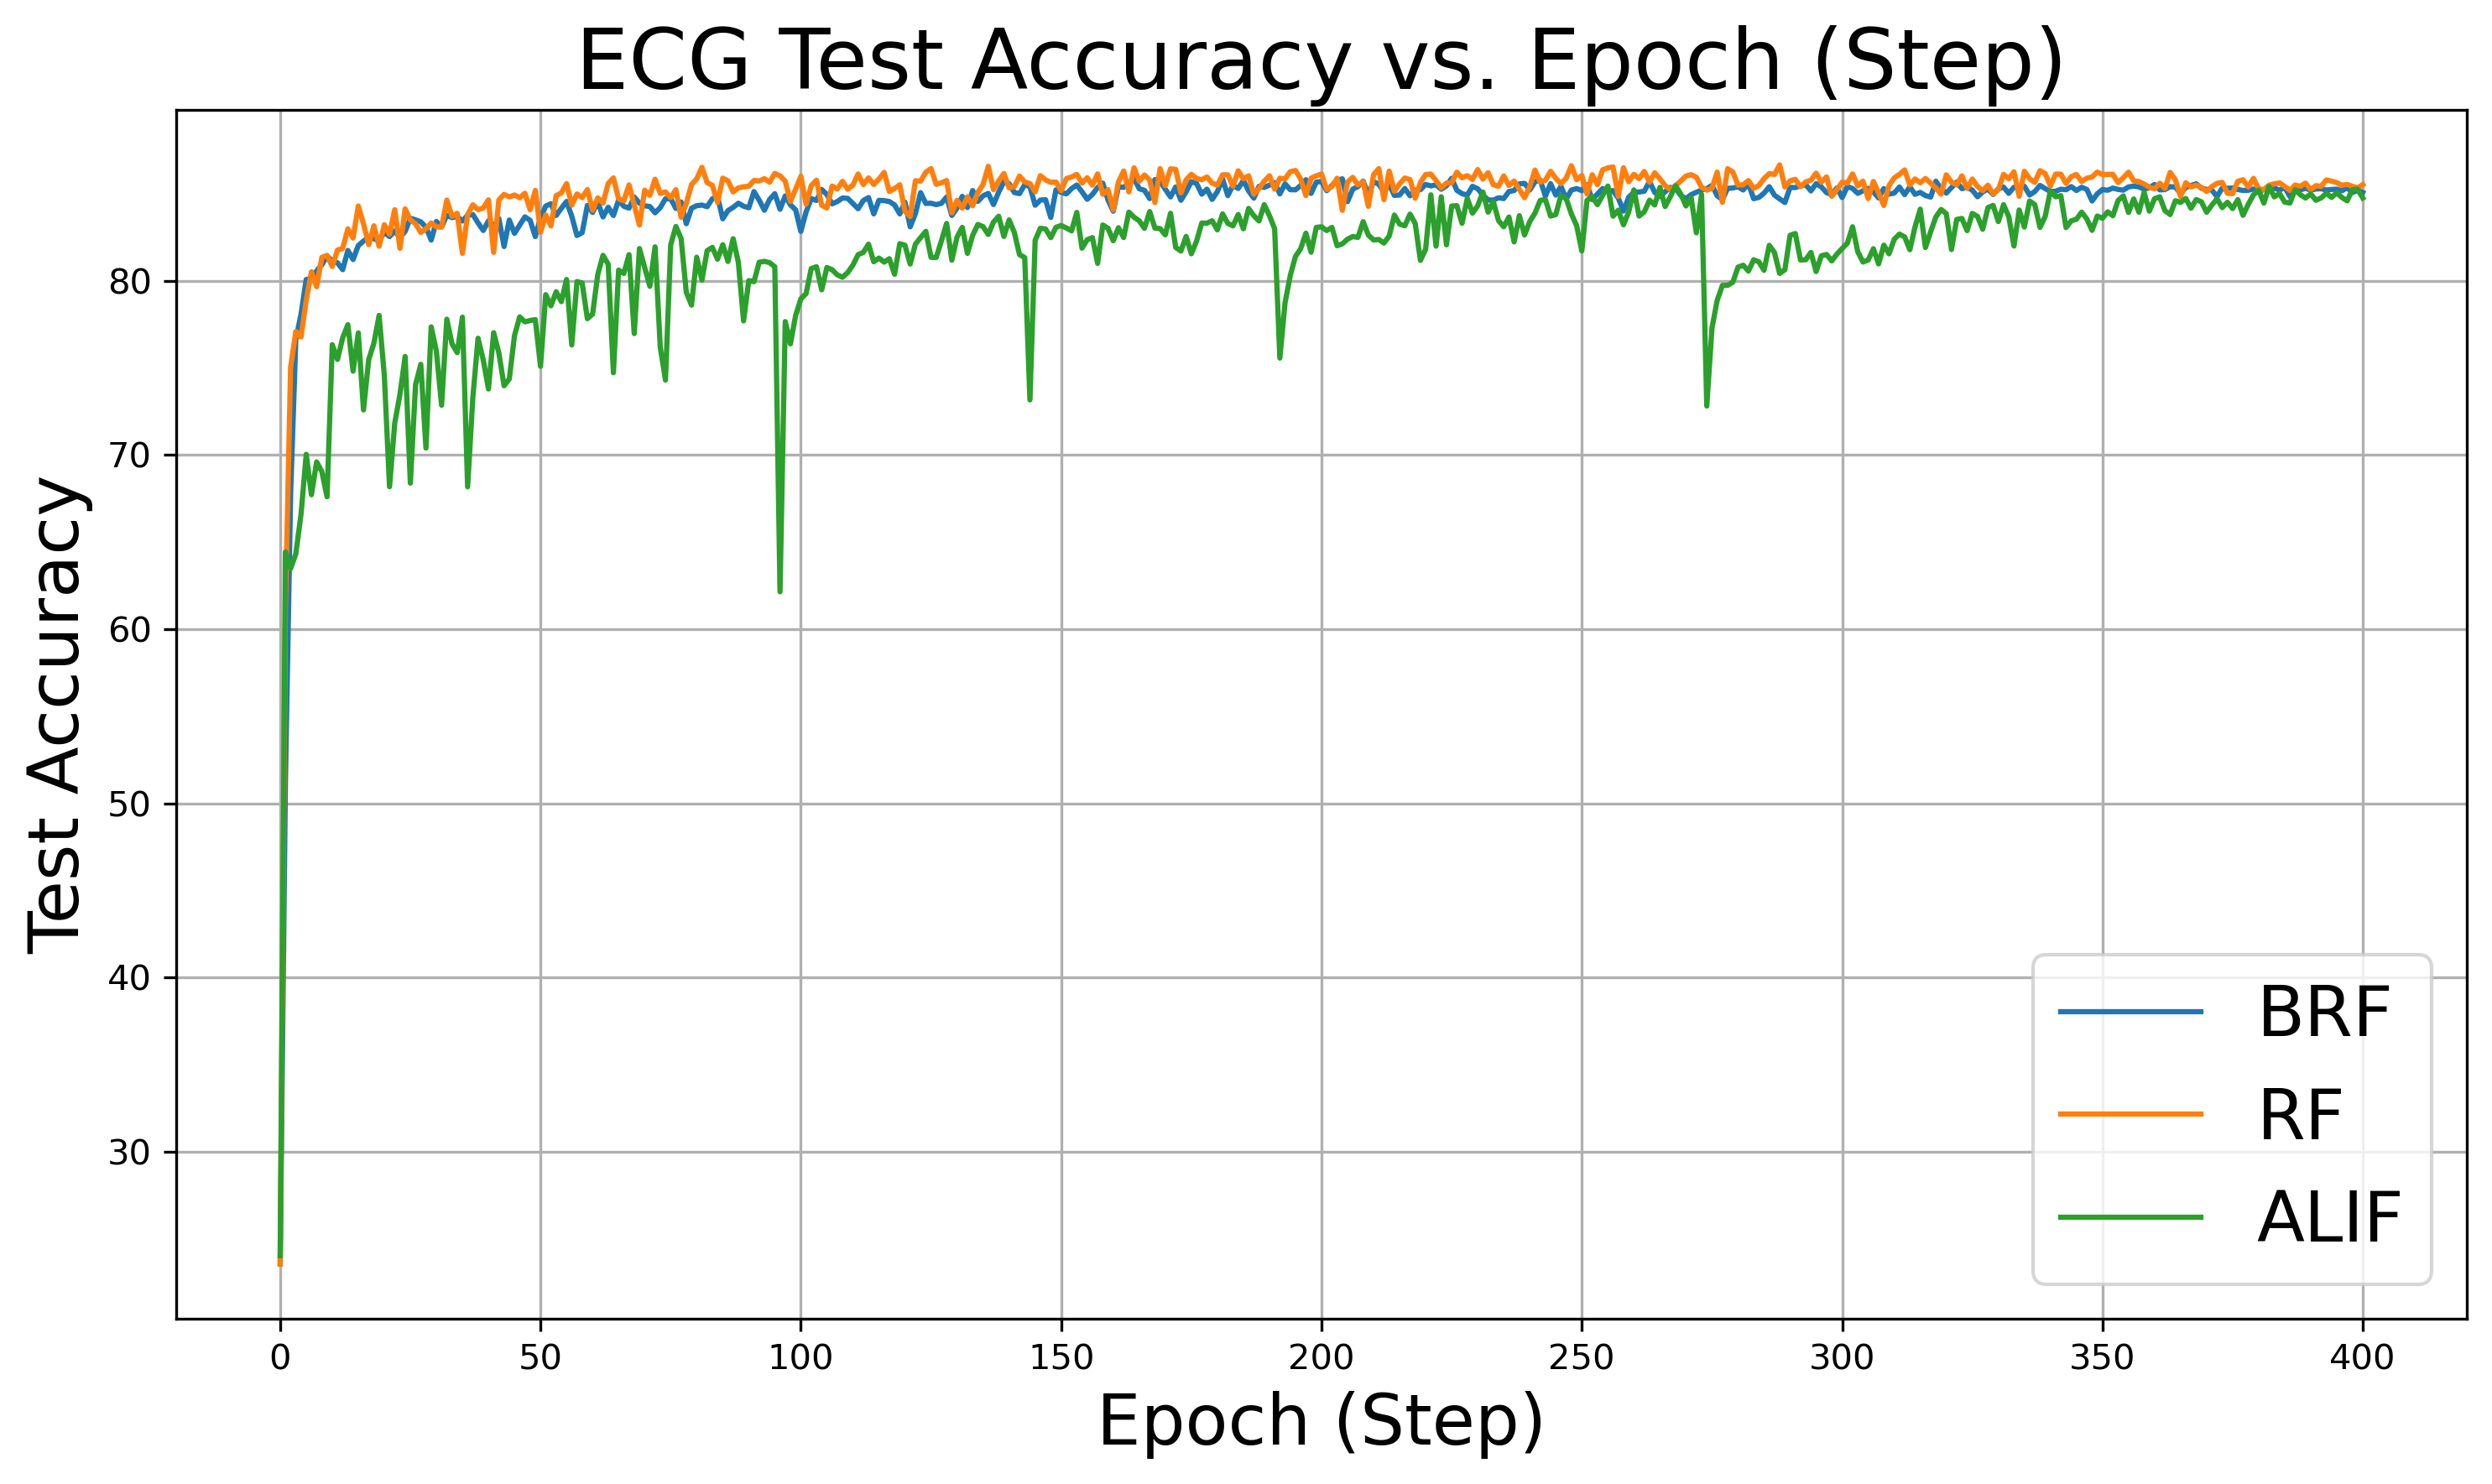 ECG Test Accuracy vs. Epoch (Step)
Test Accuracy
80
70
60
50
40
30
0 50 100 150 200 250 300 350 400
Epoch (Step)
BRF
RF
ALIF